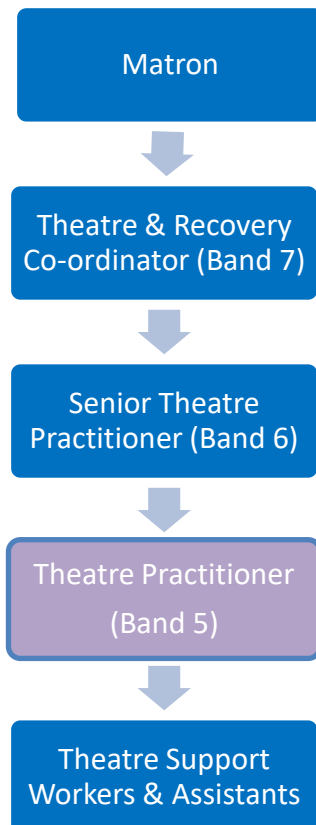 Matron
Theatre & Recovery
Co-ordinator (Band 7)
Senior Theatre
Practitioner (Band 6)
Theatre Practitioner
(Band 5)
Theatre Support
Workers & Assistants